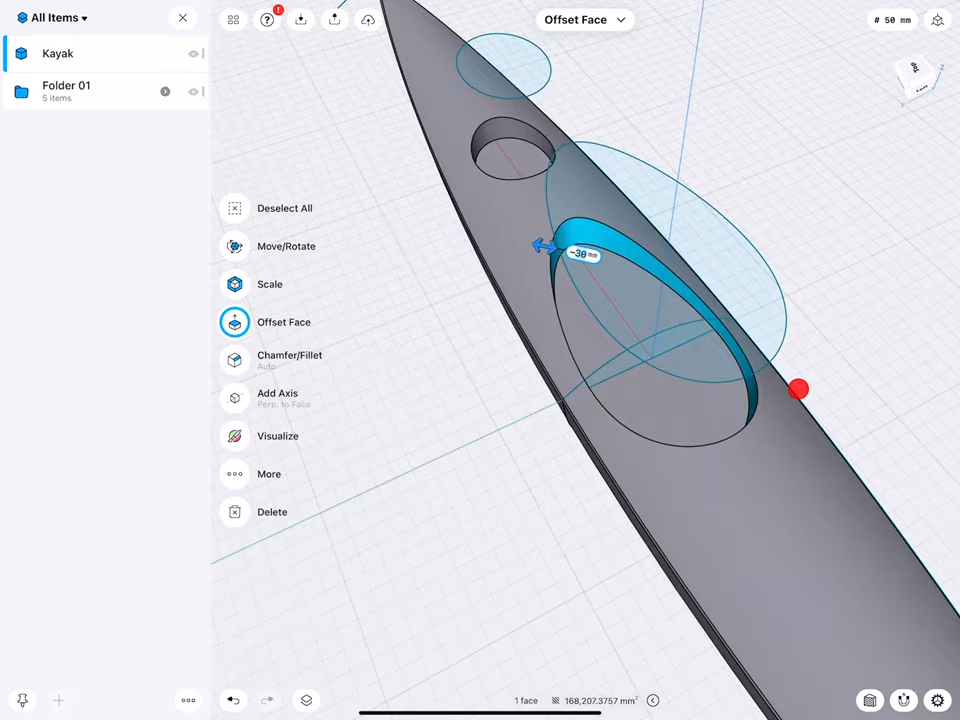 All Items
Offset Face
# 50 mm
Kayak
Folder 01
5 items
Top
Z
Deselect All
Move/Rotate
-30 mm
Scale
Offset Face
Chamfer/Fillet
Auto
Add Axis
Perp. to Face
Visualize
More
Delete
1 face
168,207.3757 mm²